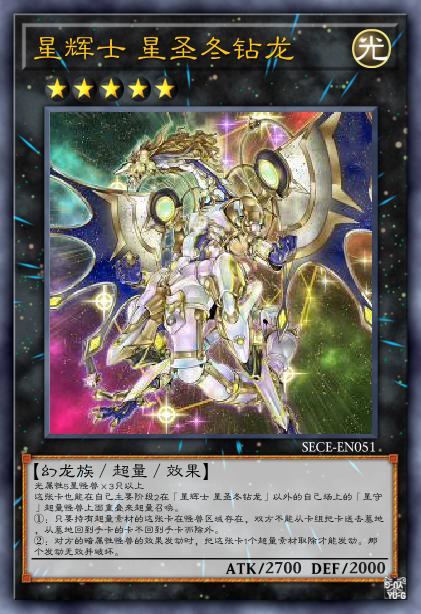 星辉士 星圣冬钻龙
光
SECE-EN051
【幻龙族／超量／效果】
光属性5星怪兽×3只以上
这张卡也能在自己主要阶段2在「星辉士 星圣冬钻龙」以外的自己场上的「星守」超量怪兽上面重叠来超量召唤。
①：只要持有超量素材的这张卡在怪兽区域存在，双方不能从卡组把卡送去墓地，从墓地回到手卡的卡不回到手卡而除外。
②：对方的暗属性怪兽的效果发动时，把这张卡1个超量素材取除才能发动。那个发动无效并破坏。
ATK/2700 DEF/2000